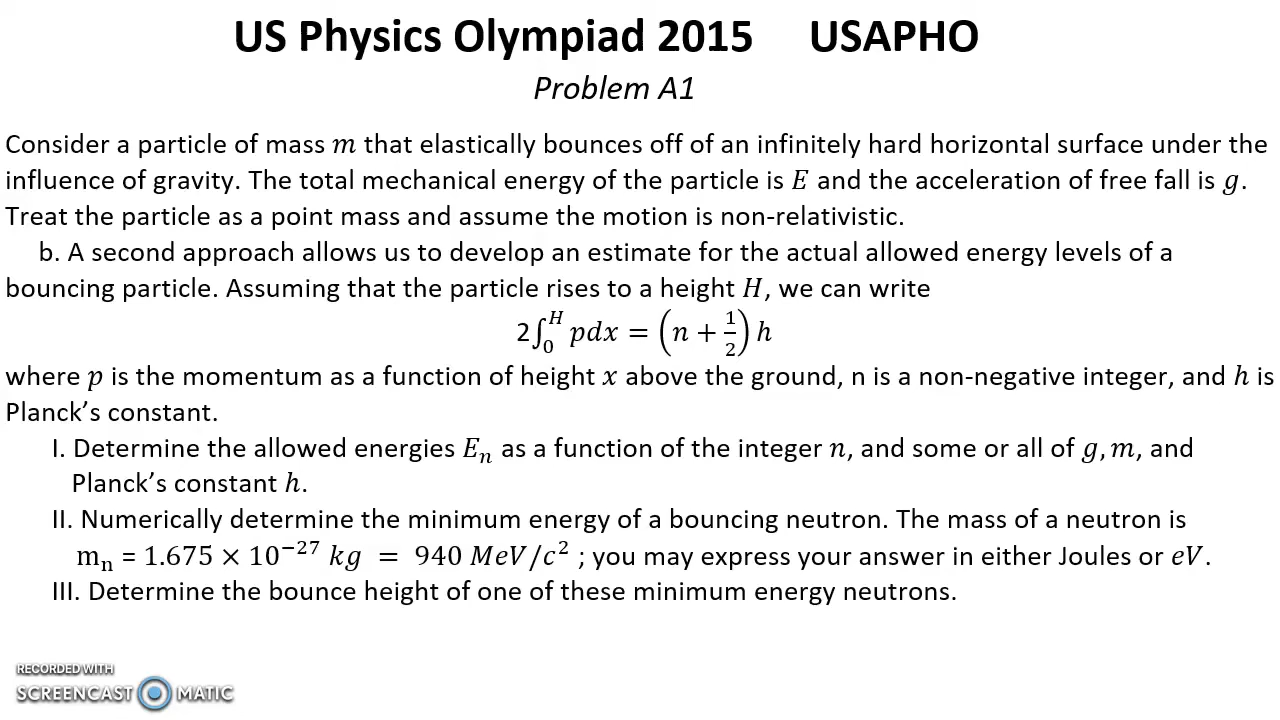 US Physics Olympiad 2015 USAPHO
Problem A1
Consider a particle of mass m that elastically bounces off of an infinitely hard horizontal surface under the
influence of gravity. The total mechanical energy of the particle is E and the acceleration of free fall is g.
Treat the particle as a point mass and assume the motion is non-relativistic.
b. A second approach allows us to develop an estimate for the actual allowed energy levels of a
bouncing particle. Assuming that the particle rises to a height H, we can write
2∫₀ᴴ pdx = (n + 1/2) h
where p is the momentum as a function of height x above the ground, n is a non-negative integer, and h is
Planck’s constant.
I. Determine the allowed energies Eₙ as a function of the integer n, and some or all of g, m, and
Planck’s constant h.
II. Numerically determine the minimum energy of a bouncing neutron. The mass of a neutron is
mₙ = 1.675 × 10⁻²⁷ kg = 940 MeV/c² ; you may express your answer in either Joules or eV.
III. Determine the bounce height of one of these minimum energy neutrons.
RECORDED WITH
SCREENCAST MATIC